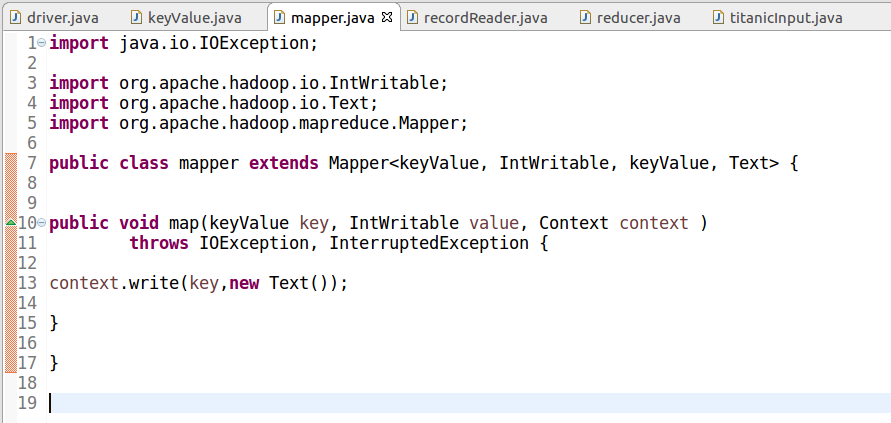 driver.java keyValue.java mapper.java recordReader.java reducer.java titanicInput.java
1 import java.io.IOException;
2
3 import org.apache.hadoop.io.IntWritable;
4 import org.apache.hadoop.io.Text;
5 import org.apache.hadoop.mapreduce.Mapper;
6
7 public class mapper extends Mapper<keyValue, IntWritable, keyValue, Text> {
8
9
10 public void map(keyValue key, IntWritable value, Context context )
11         throws IOException, InterruptedException {
12
13 context.write(key,new Text());
14
15 }
16
17 }
18
19